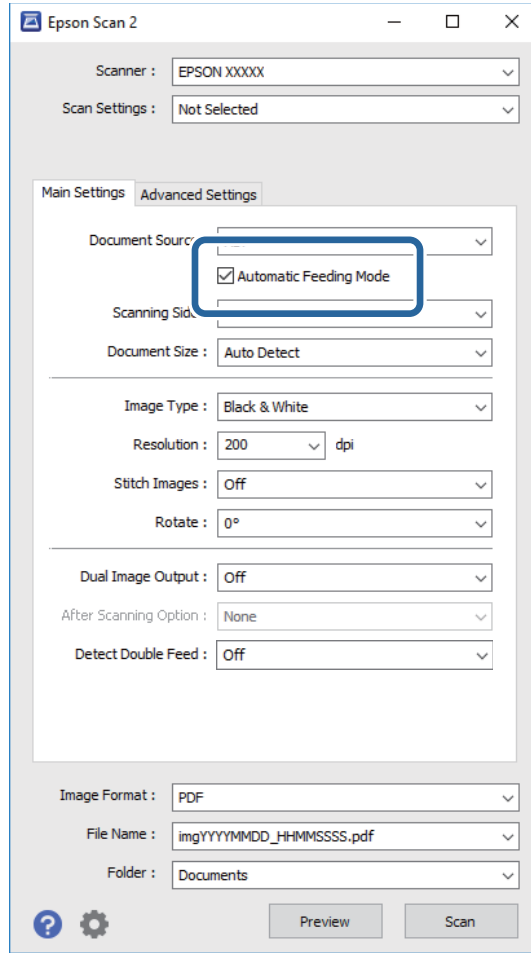 Epson Scan 2
Scanner : EPSON XXXXX
Scan Settings : Not Selected
Main Settings Advanced Settings
Document
Automatic Feeding Mode
Scanning
Document Size : Auto Detect
Image Type : Black & White
Resolution : 200 dpi
Stitch Images : Off
Rotate : 0°
Dual Image Output : Off
After Scanning Option : None
Detect Double Feed : Off
Image Format : PDF
File Name : imgYYYYMMDD_HHMMSSSS.pdf
Folder : Documents
? Preview Scan